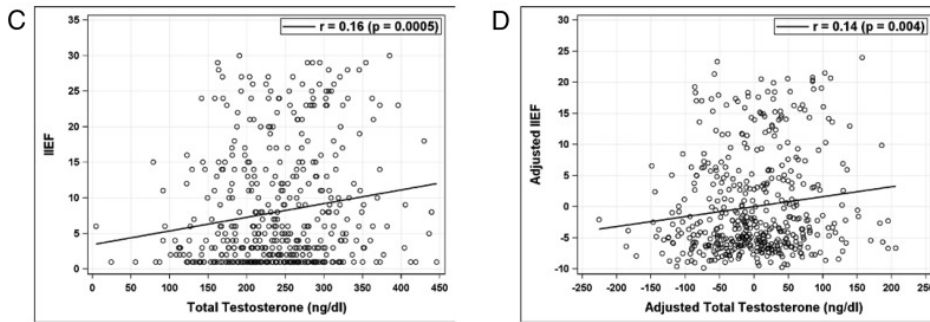 C
r = 0.16 (p = 0.0005)
35
30
25
20
15
10
5
0
IIEF
0 50 100 150 200 250 300 350 400 450
Total Testosterone (ng/dl)
D
r = 0.14 (p = 0.004)
30
25
20
15
10
5
0
-5
-10
Adjusted IIEF
-250 -200 -150 -100 -50 0 50 100 150 200
Adjusted Total Testosterone (ng/dl)